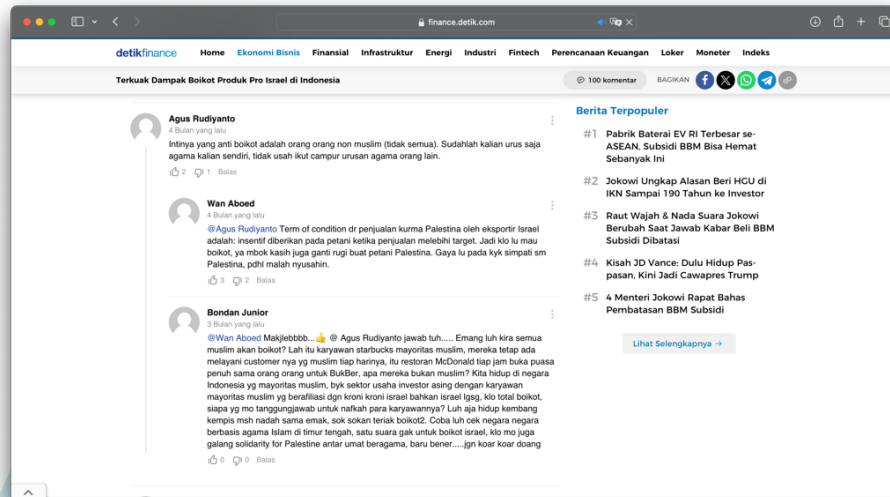 finance.detik.com
detikfinance
Home Ekonomi Bisnis Finansial Infrastruktur Energi Industri Fintech Perencanaan Keuangan Loker Moneter Indeks
Terkuak Dampak Boikot Produk Pro Israel di Indonesia
100 komentar
BAGIKAN
Agus Rudiyanto
4 Bulan yang lalu
Intinya yang anti boikot adalah orang orang non muslim (tidak semua). Sudahlah kalian urus saja
agama kalian sendiri, tidak usah ikut campur urusan agama orang lain.
2 1 Balas
Wan Aboed
4 Bulan yang lalu
@Agus Rudiyanto Term of condition dr penjualan kurma Palestina oleh eksportir Israel
adalah: insentif diberikan pada petani ketika penjualan melebihi target. Jadi klo lu mau
boikot, ya mbok kasih juga ganti rugi buat petani Palestina. Gaya lu pada kyk simpati sm
Palestina, pdhl malah nyusahin.
3 2 Balas
Bondan Junior
3 Bulan yang lalu
@Wan Aboed Makjlebbbb...👍 @ Agus Rudiyanto jawab tuh..... Emang luh kira semua
muslim akan boikot? Lah itu karyawan starbucks mayoritas muslim, mereka tetap ada
melayani customer nya yg muslim tiap harinya, itu restoran McDonald tiap jam buka puasa
penuh sama orang orang untuk BukBer, apa mereka bukan muslim? Kita hidup di negara
Indonesia yg mayoritas muslim, byk sektor usaha investor asing dengan karyawan
mayoritas muslim yg berafiliasi dgn kroni kroni israel bahkan israel lgsg, klo total boikot,
siapa yg mo tanggungjawab untuk nafkah para karyawannya? Luh aja hidup kembang
kempis msh nadah sama emak, sok sokan teriak boikot2. Coba luh cek negara negara
berbasis agama Islam di timur tengah, satu suara gak untuk boikot israel, klo mo juga
galang solidarity for Palestine antar umat beragama, baru bener.....jgn koar koar doang
0 0 Balas
Berita Terpopuler
#1 Pabrik Baterai EV RI Terbesar se-
ASEAN, Subsidi BBM Bisa Hemat
Sebanyak Ini
#2 Jokowi Ungkap Alasan Beri HGU di
IKN Sampai 190 Tahun ke Investor
#3 Raut Wajah & Nada Suara Jokowi
Berubah Saat Jawab Kabar Beli BBM
Subsidi Dibatasi
#4 Kisah JD Vance: Dulu Hidup Pas-
pasan, Kini Jadi Cawapres Trump
#5 4 Menteri Jokowi Rapat Bahas
Pembatasan BBM Subsidi
Lihat Selengkapnya →